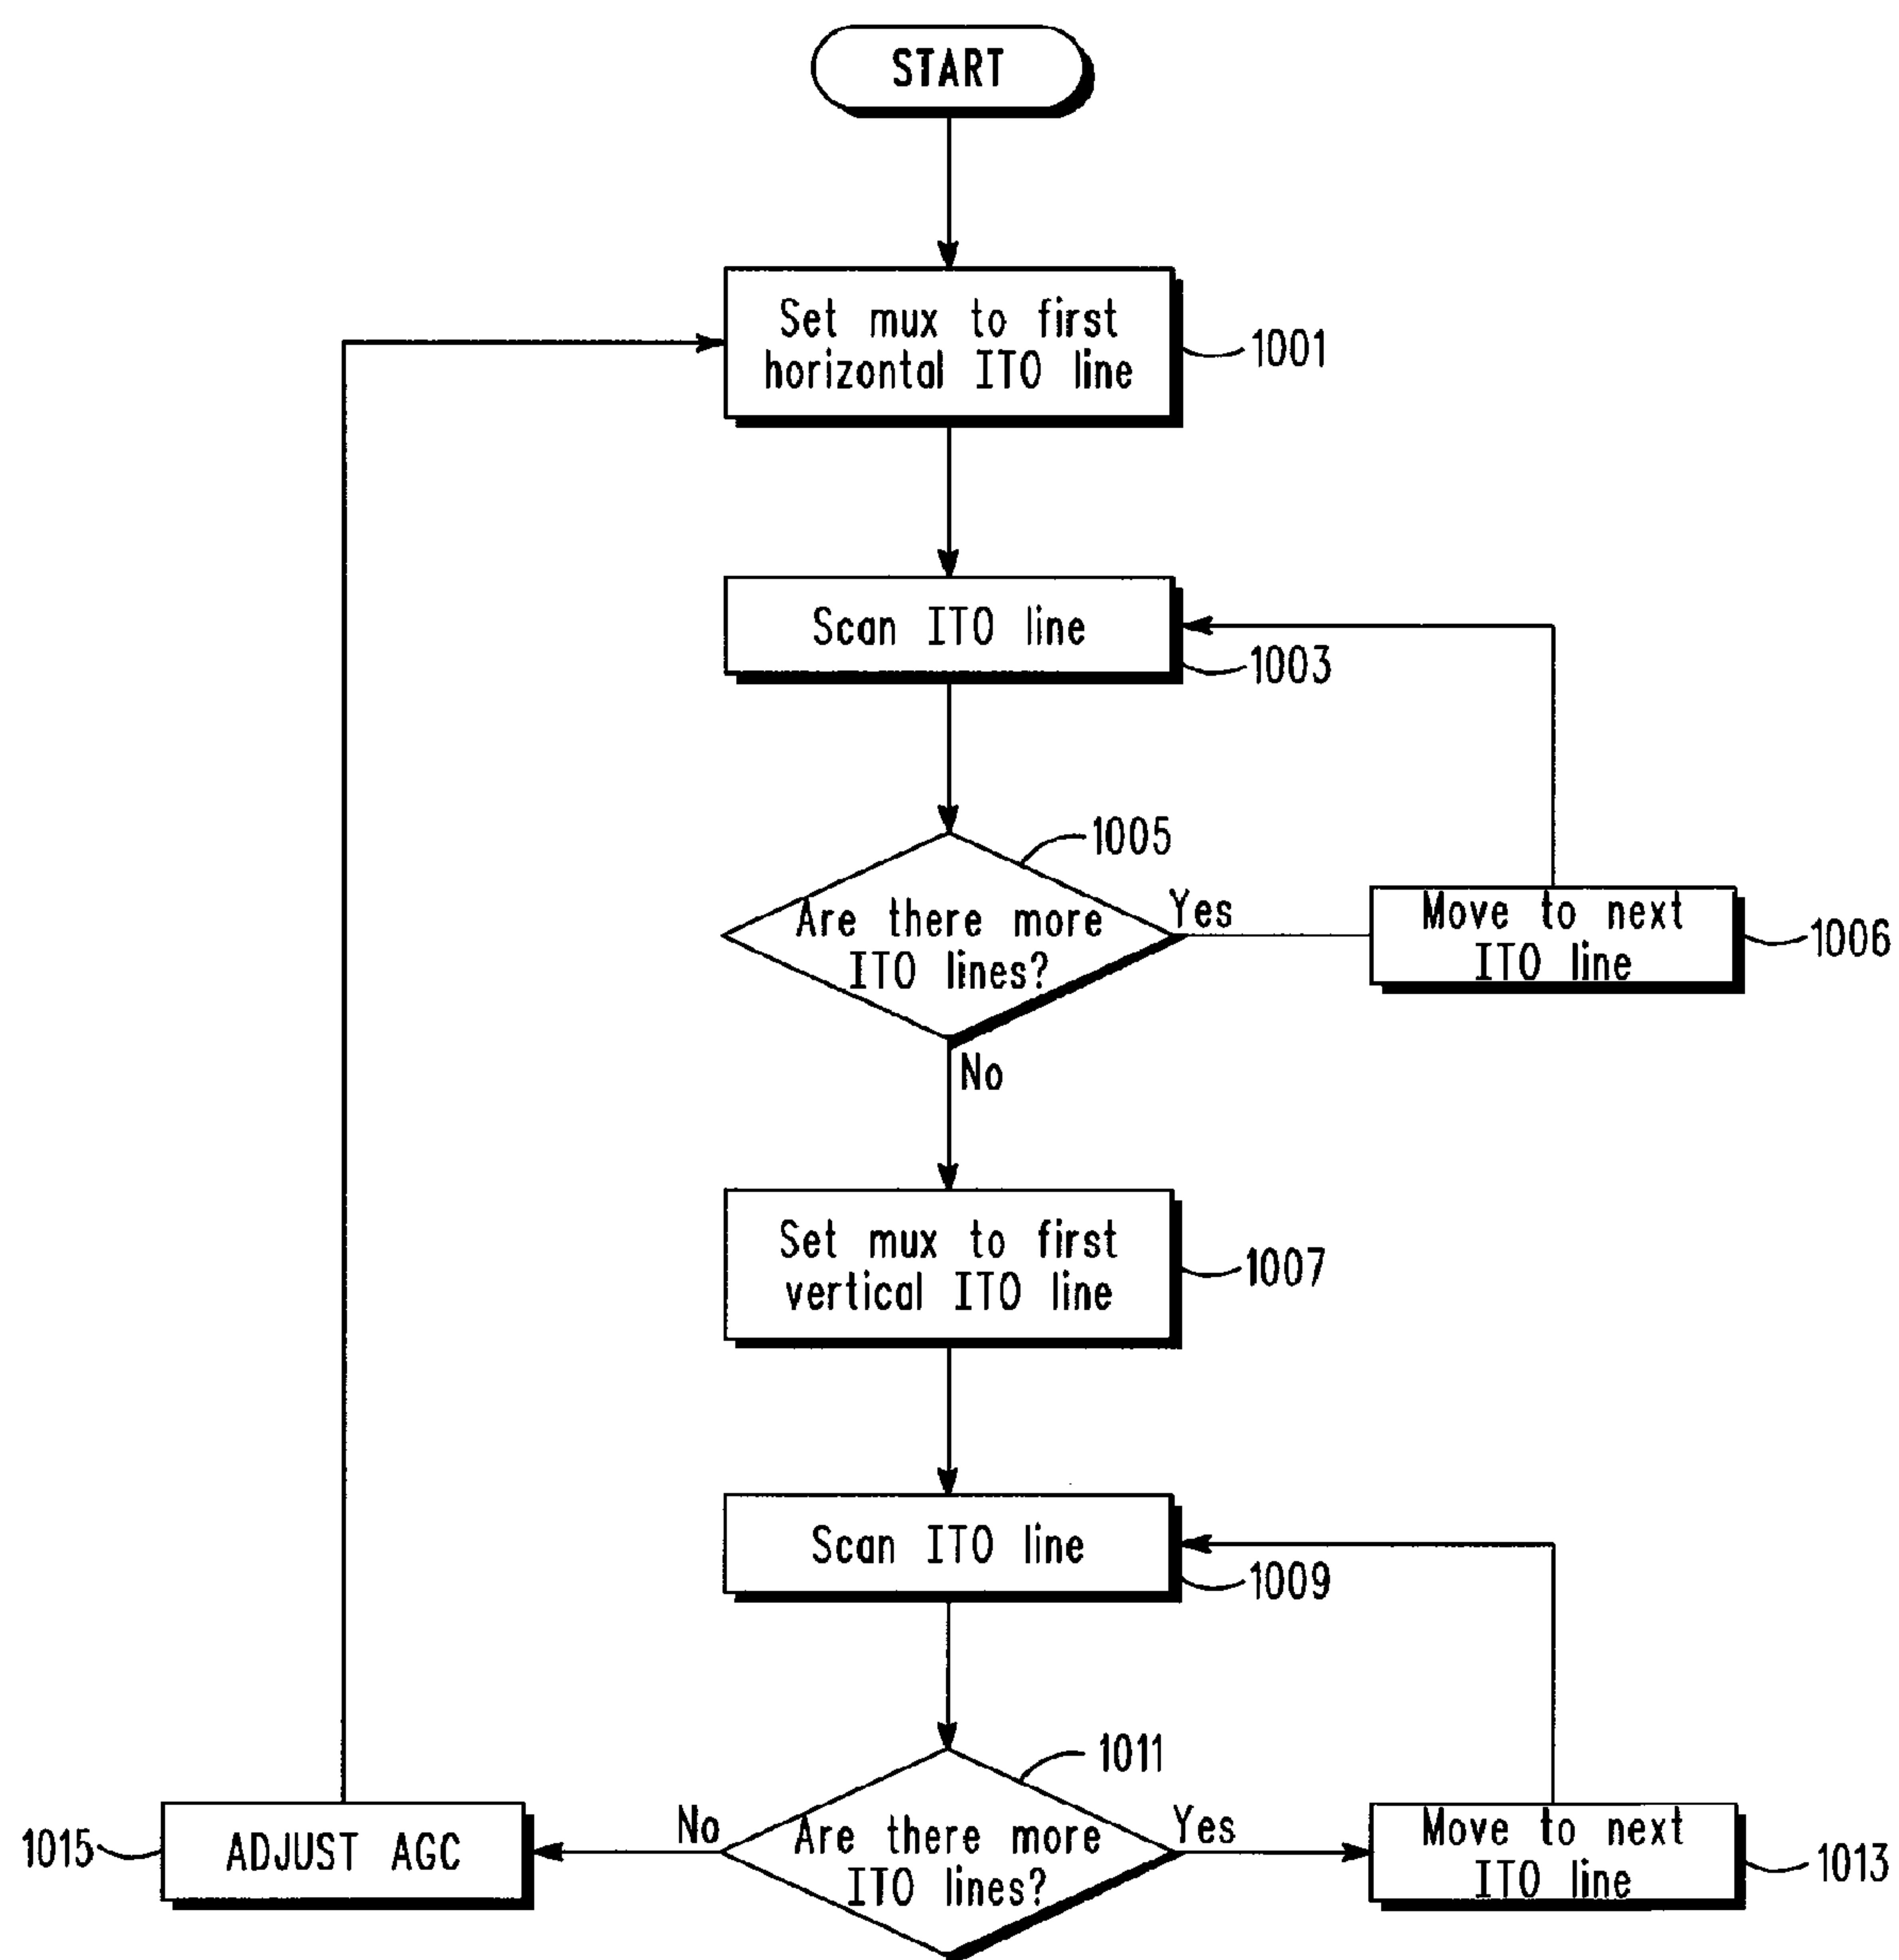 START
Set mux to first
horizontal ITO line
1001
Scan ITO line
1003
1005
Are there more
ITO lines?
Yes
Move to next
ITO line
1006
No
Set mux to first
vertical ITO line
1007
Scan ITO line
1009
1011
Are there more
ITO lines?
Yes
Move to next
ITO line
1013
No
ADJUST AGC
1015